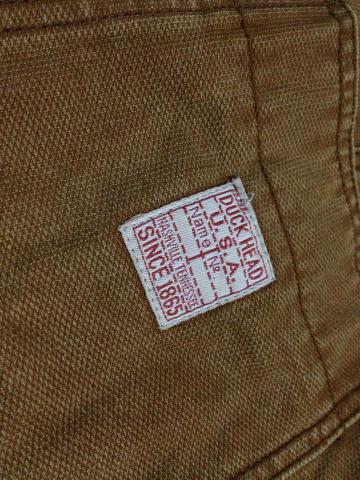 DUCK HEAD
U.S.A.
Name Nº
NASHVILLE TENNESSEE
SINCE 1865